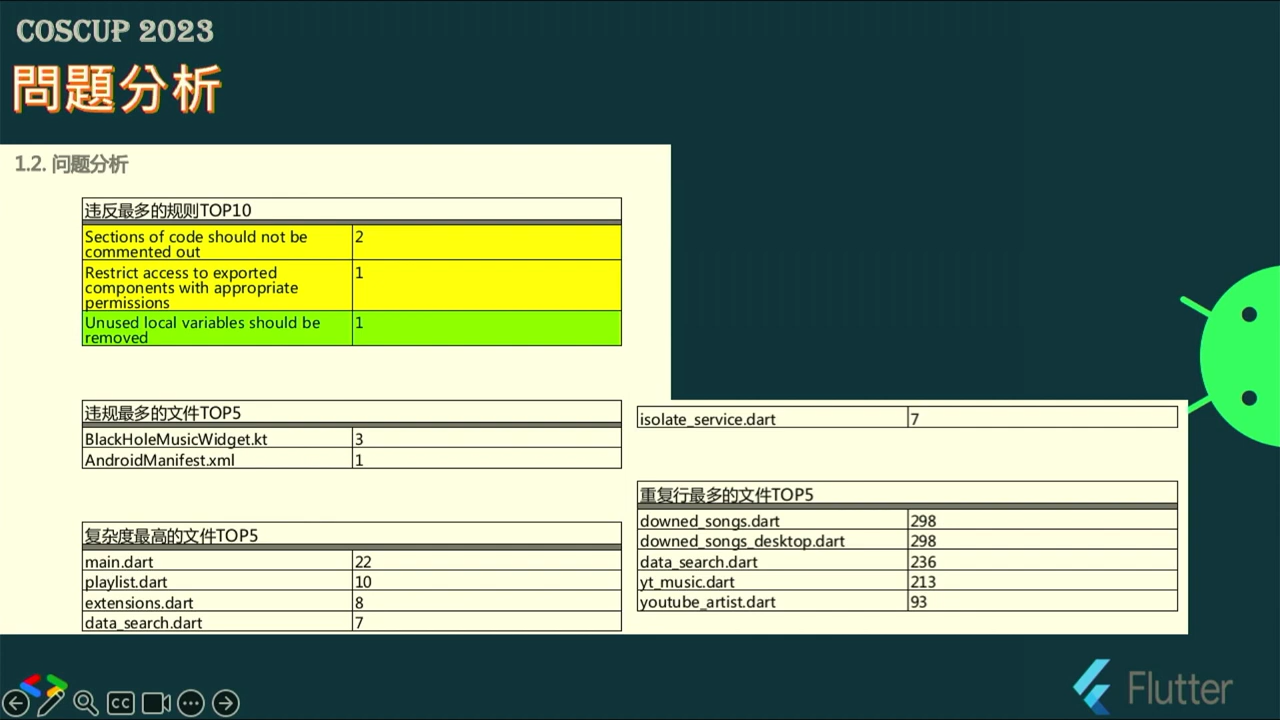 COSCUP 2023
問題分析
1.2. 问题分析
违反最多的规则TOP10
Sections of code should not be
commented out
2
Restrict access to exported
components with appropriate
permissions
1
Unused local variables should be
removed
1
违规最多的文件TOP5
BlackHoleMusicWidget.kt 3
AndroidManifest.xml 1
复杂度最高的文件TOP5
main.dart 22
playlist.dart 10
extensions.dart 8
data_search.dart 7
isolate_service.dart 7
重复行最多的文件TOP5
downed_songs.dart 298
downed_songs_desktop.dart 298
data_search.dart 236
yt_music.dart 213
youtube_artist.dart 93
CC
Flutter